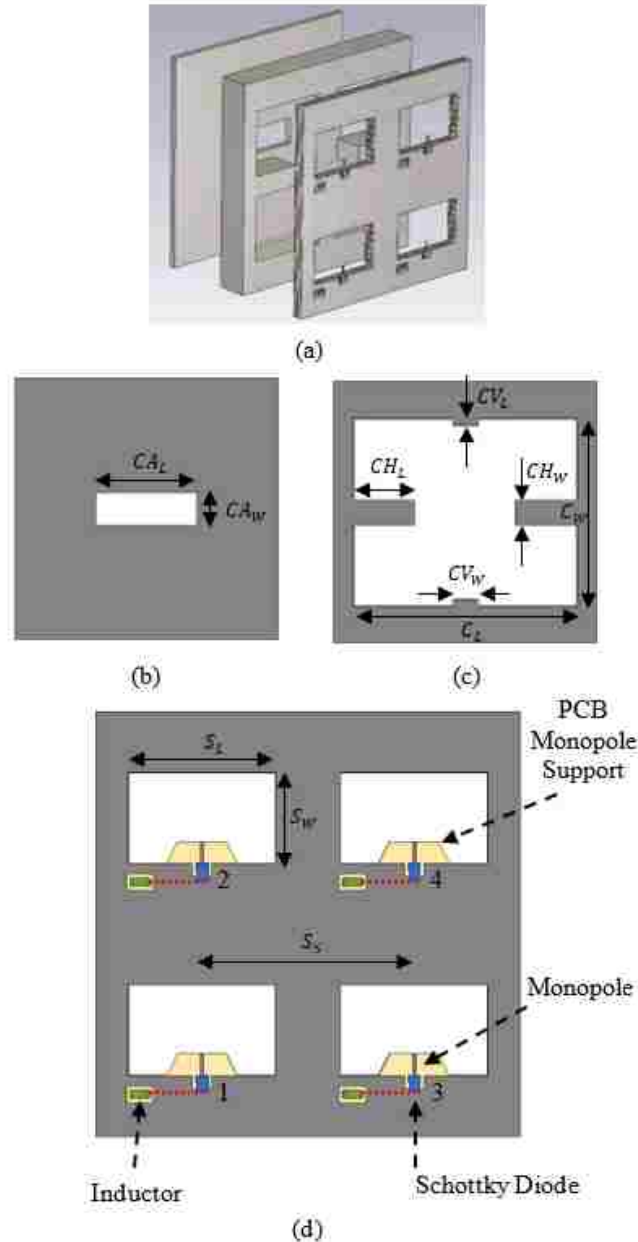 (a)
CA_L
CA_W
(b)
CV_L
CH_L
CH_W
C_W
CV_W
C_L
(c)
PCB
Monopole
Support
S_L
S_W
2
4
S_s
Monopole
1
3
Inductor
Schottky Diode
(d)